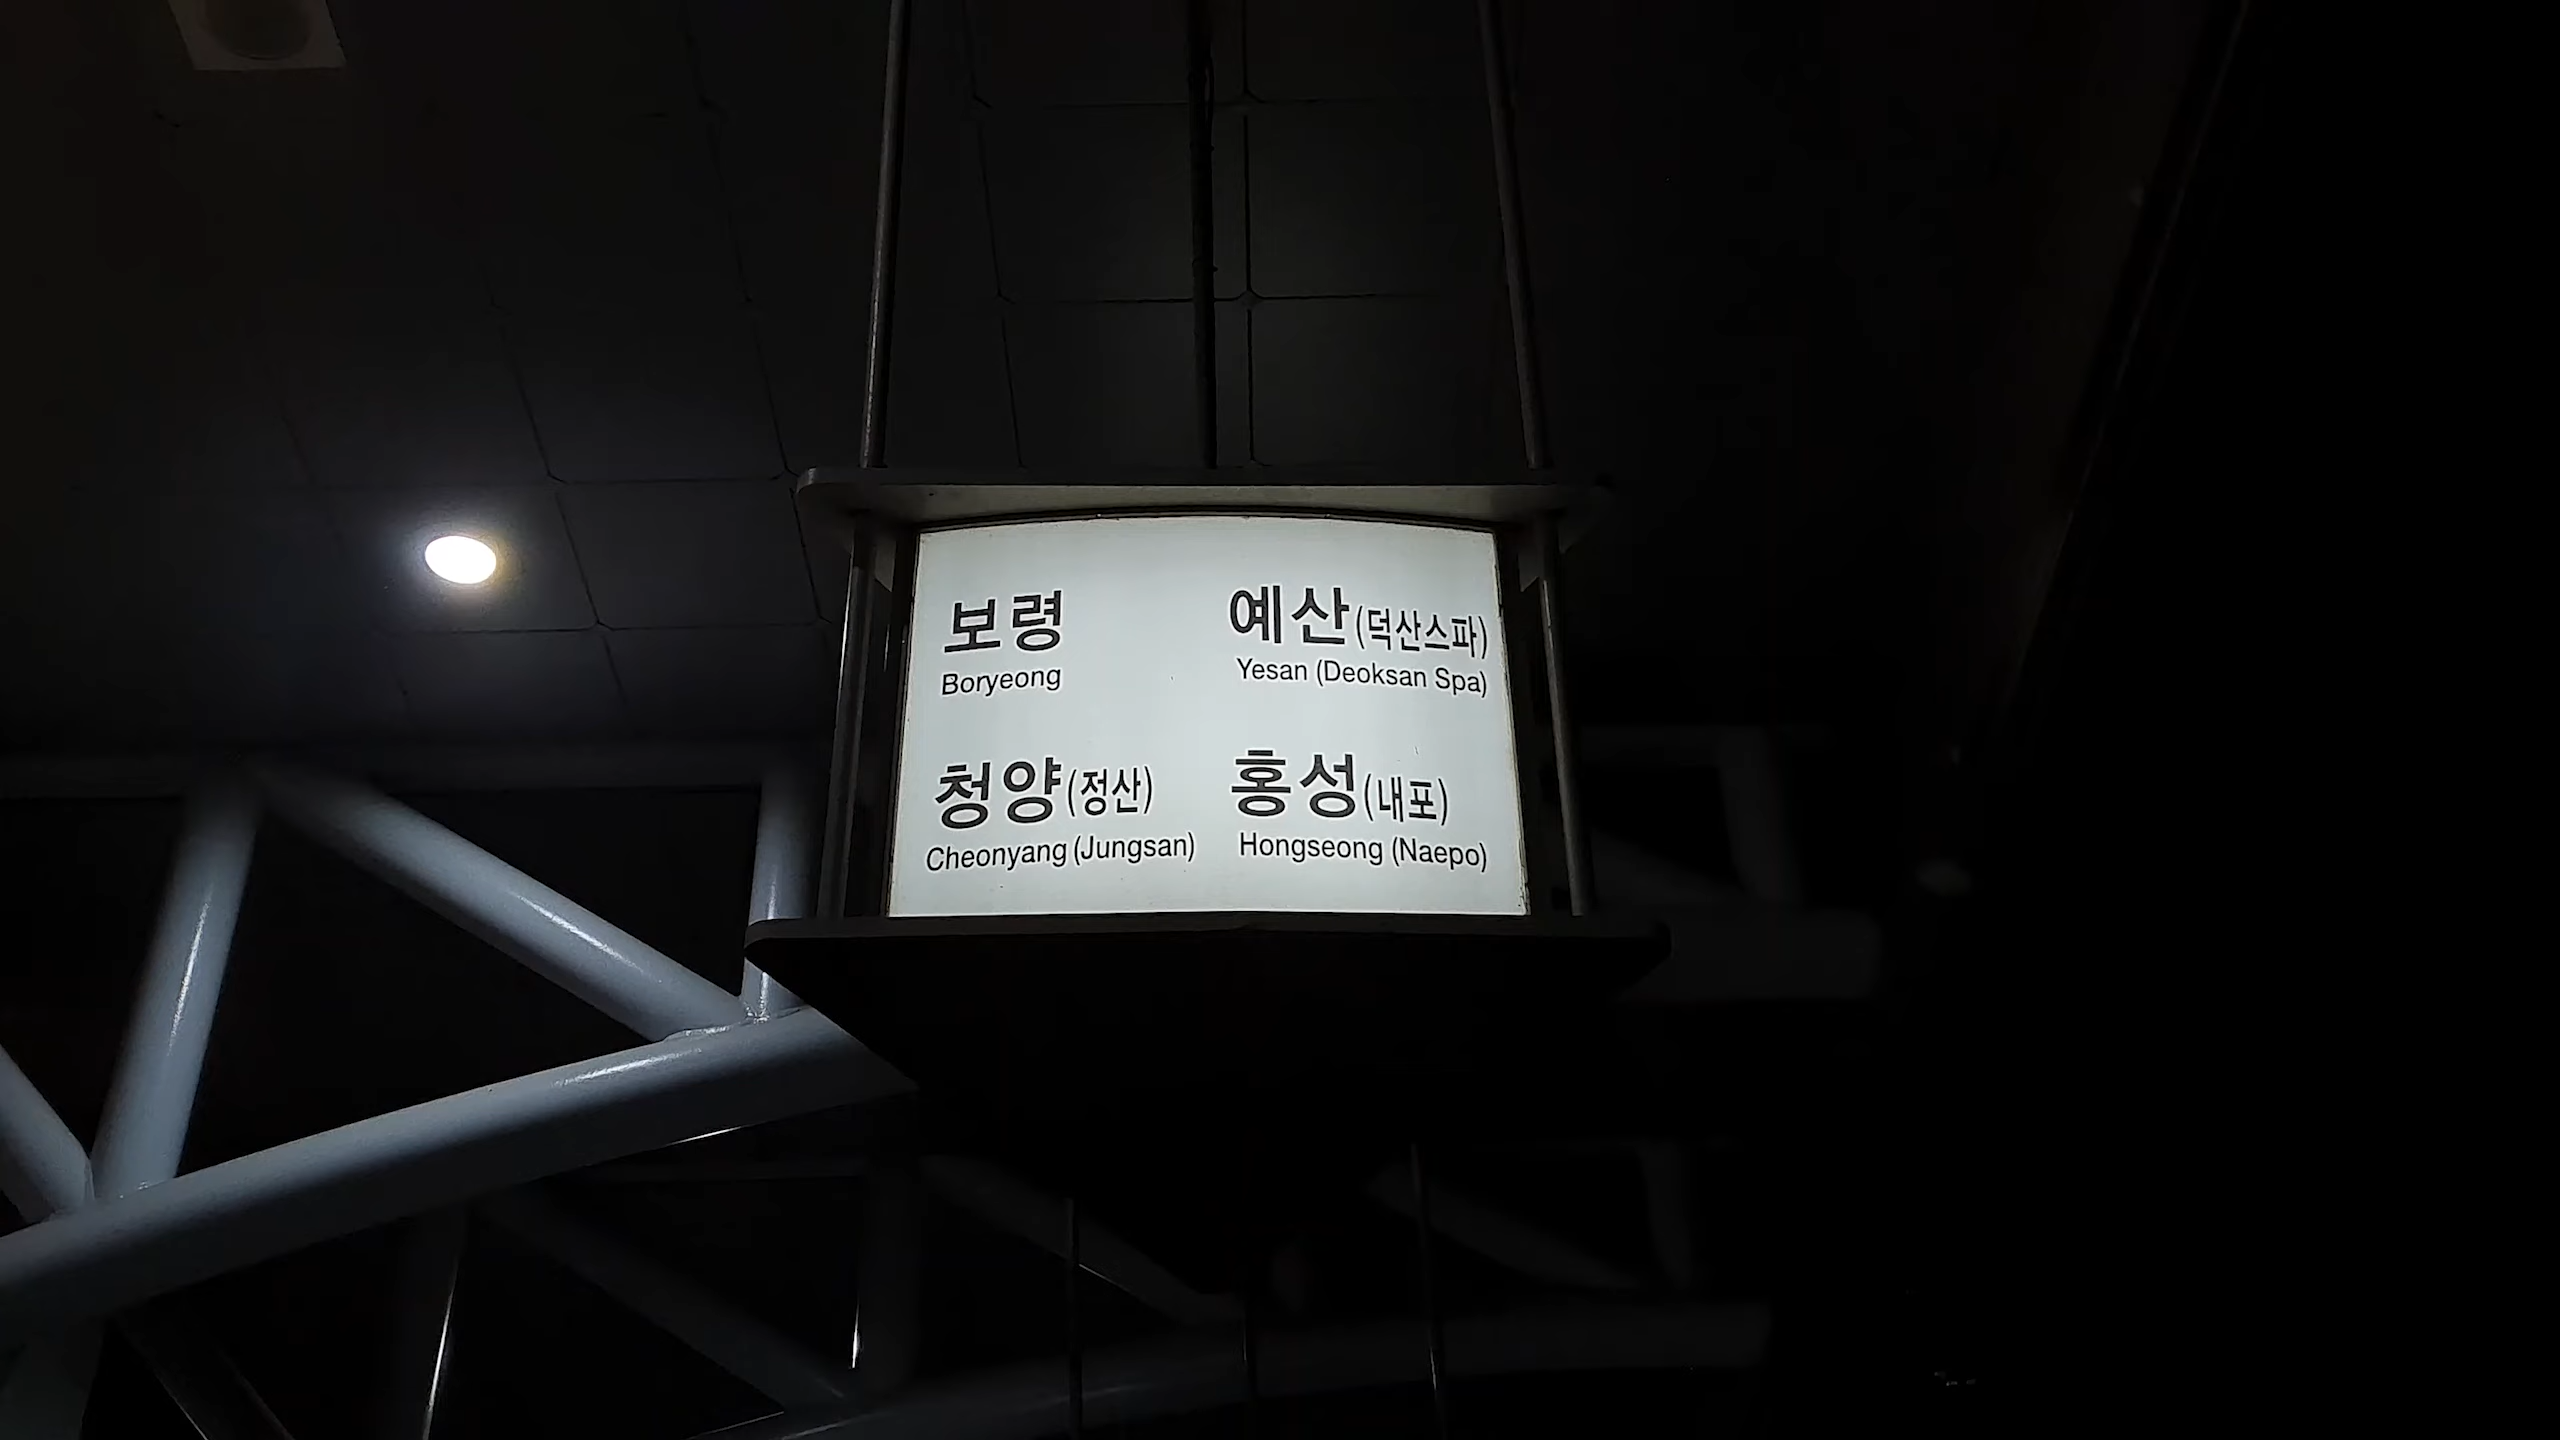 보령
Boryeong
예산(덕산스파)
Yesan (Deoksan Spa)
청양(정산)
Cheonyang (Jungsan)
홍성(내포)
Hongseong (Naepo)